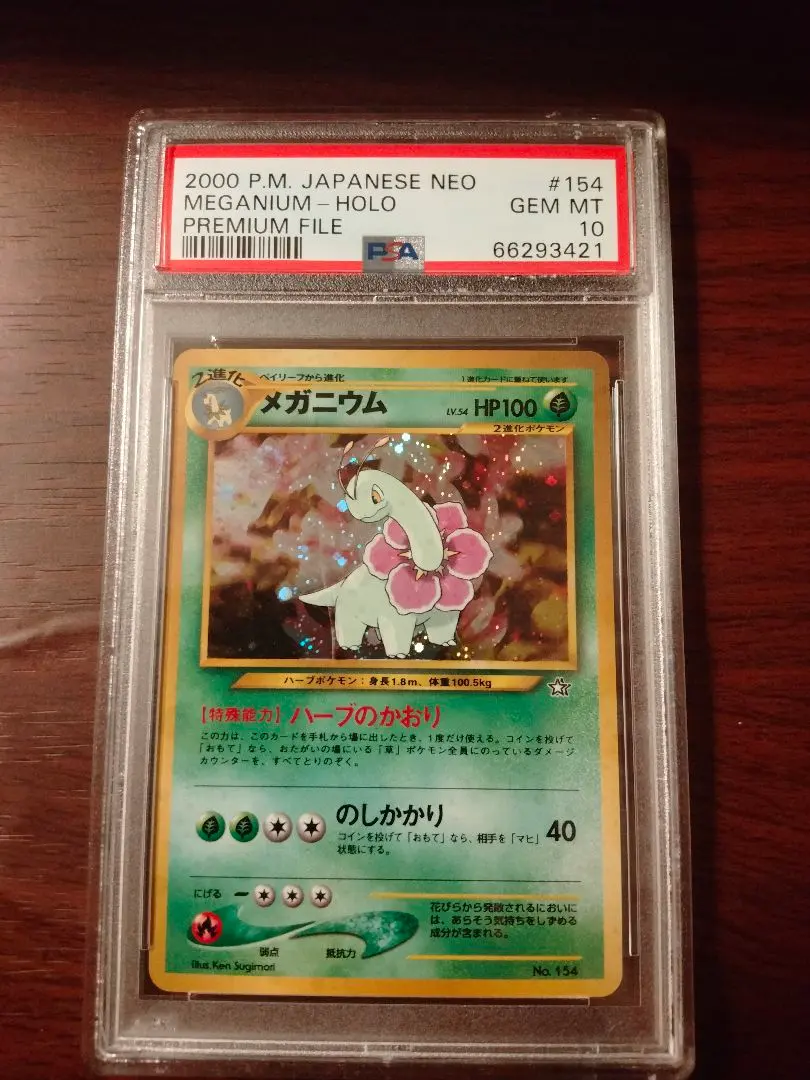 2000 P.M. JAPANESE NEO #154
MEGANIUM-HOLO GEM MT
PREMIUM FILE 10
PSA 66293421
2進化 ベイリーフから進化 1進化カードに重ねて使います
メガニウム LV.54 HP100
2進化ポケモン
ハーブポケモン：身長1.8m、体重100.5kg
【特殊能力】ハーブのかおり
この力は、このカードを手札から場に出したとき、1度だけ使える。コインを投げて
「おもて」なら、おたがいの場にいる「草」ポケモン全員にのっているダメージ
カウンターを、すべてとりのぞく。
のしかかり 40
コインを投げて「おもて」なら、相手を「マヒ」
状態にする。
にげる
花びらから発散されるにおいに
は、あらそう気持ちをしずめる
成分が含まれる。
弱点 抵抗力
Illus. Ken Sugimori No. 154